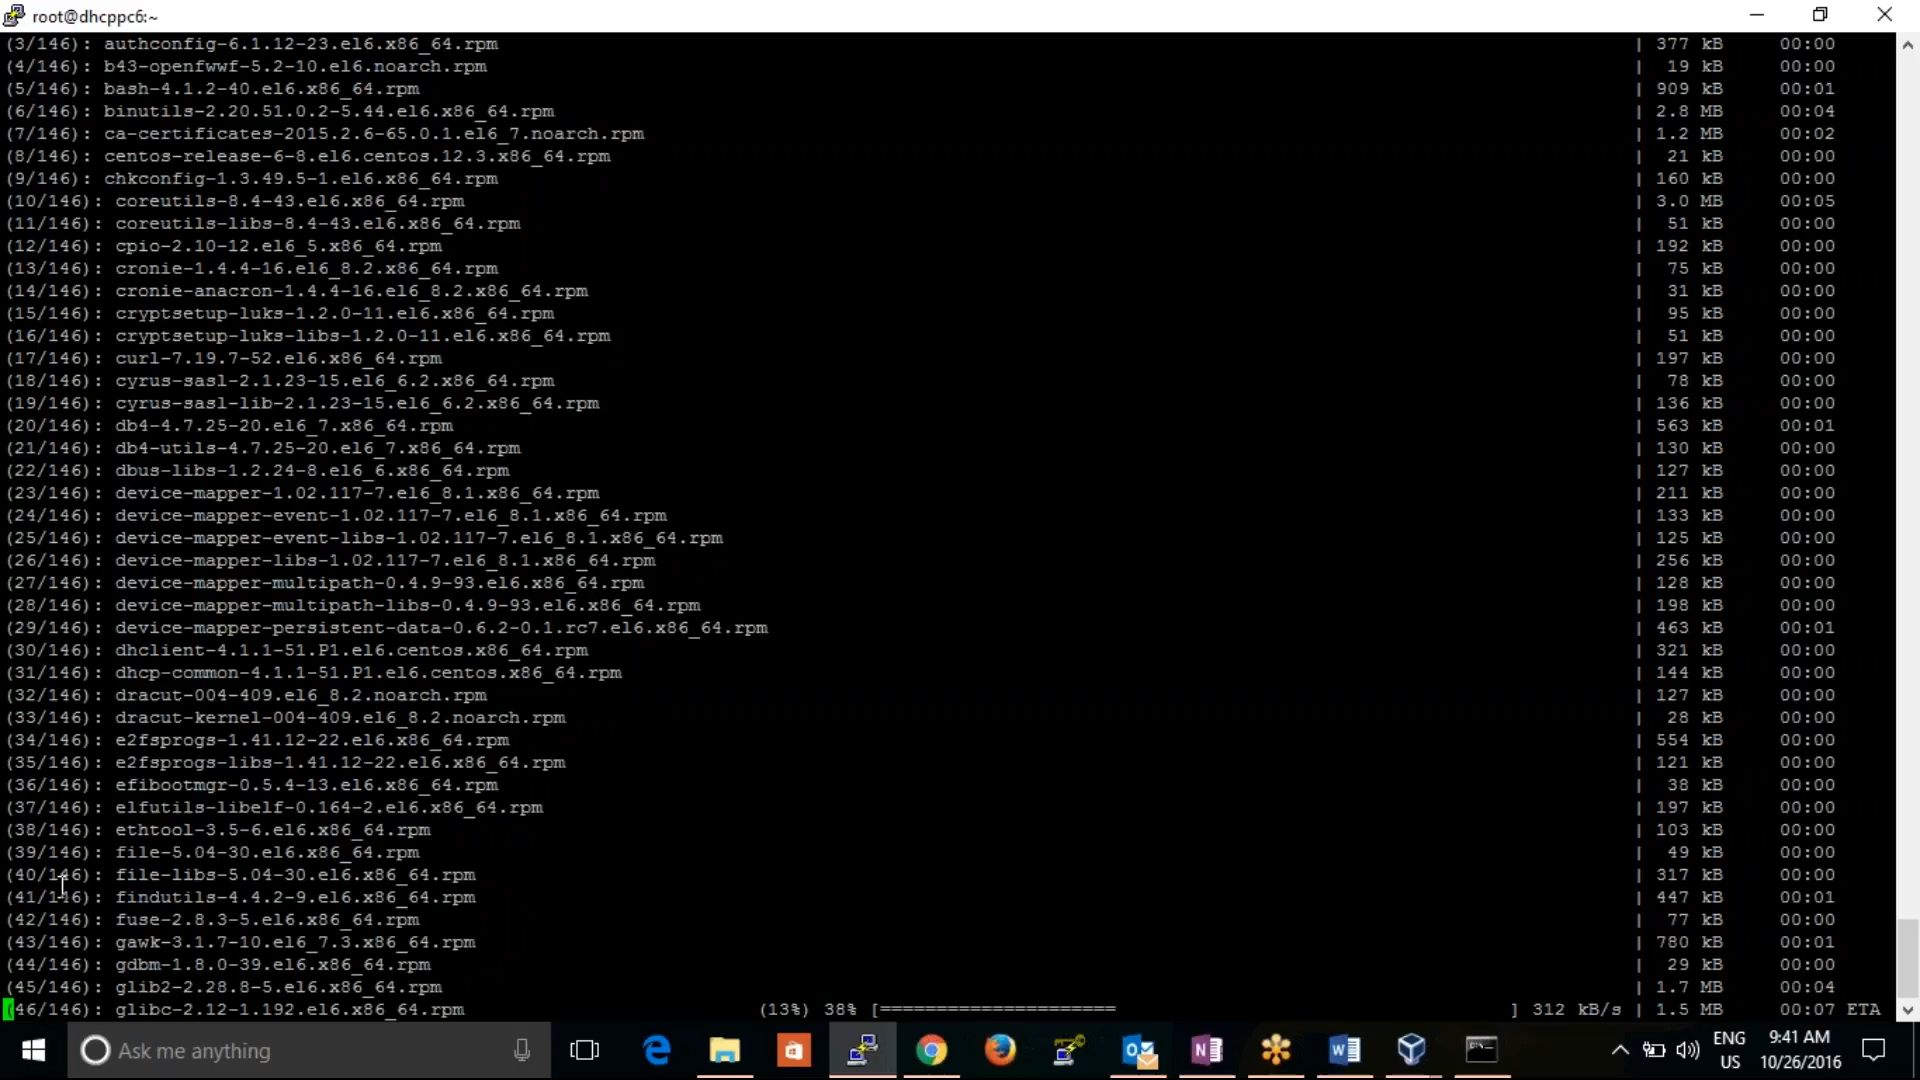 root@dhcppc6:~
(3/146): authconfig-6.1.12-23.el6.x86_64.rpm | 377 kB 00:00
(4/146): b43-openfwwf-5.2-10.el6.noarch.rpm | 19 kB 00:00
(5/146): bash-4.1.2-40.el6.x86_64.rpm | 909 kB 00:01
(6/146): binutils-2.20.51.0.2-5.44.el6.x86_64.rpm | 2.8 MB 00:04
(7/146): ca-certificates-2015.2.6-65.0.1.el6_7.noarch.rpm | 1.2 MB 00:02
(8/146): centos-release-6-8.el6.centos.12.3.x86_64.rpm | 21 kB 00:00
(9/146): chkconfig-1.3.49.5-1.el6.x86_64.rpm | 160 kB 00:00
(10/146): coreutils-8.4-43.el6.x86_64.rpm | 3.0 MB 00:05
(11/146): coreutils-libs-8.4-43.el6.x86_64.rpm | 51 kB 00:00
(12/146): cpio-2.10-12.el6_5.x86_64.rpm | 192 kB 00:00
(13/146): cronie-1.4.4-16.el6_8.2.x86_64.rpm | 75 kB 00:00
(14/146): cronie-anacron-1.4.4-16.el6_8.2.x86_64.rpm | 31 kB 00:00
(15/146): cryptsetup-luks-1.2.0-11.el6.x86_64.rpm | 95 kB 00:00
(16/146): cryptsetup-luks-libs-1.2.0-11.el6.x86_64.rpm | 51 kB 00:00
(17/146): curl-7.19.7-52.el6.x86_64.rpm | 197 kB 00:00
(18/146): cyrus-sasl-2.1.23-15.el6_6.2.x86_64.rpm | 78 kB 00:00
(19/146): cyrus-sasl-lib-2.1.23-15.el6_6.2.x86_64.rpm | 136 kB 00:00
(20/146): db4-4.7.25-20.el6_7.x86_64.rpm | 563 kB 00:01
(21/146): db4-utils-4.7.25-20.el6_7.x86_64.rpm | 130 kB 00:00
(22/146): dbus-libs-1.2.24-8.el6_6.x86_64.rpm | 127 kB 00:00
(23/146): device-mapper-1.02.117-7.el6_8.1.x86_64.rpm | 211 kB 00:00
(24/146): device-mapper-event-1.02.117-7.el6_8.1.x86_64.rpm | 133 kB 00:00
(25/146): device-mapper-event-libs-1.02.117-7.el6_8.1.x86_64.rpm | 125 kB 00:00
(26/146): device-mapper-libs-1.02.117-7.el6_8.1.x86_64.rpm | 256 kB 00:00
(27/146): device-mapper-multipath-0.4.9-93.el6.x86_64.rpm | 128 kB 00:00
(28/146): device-mapper-multipath-libs-0.4.9-93.el6.x86_64.rpm | 198 kB 00:00
(29/146): device-mapper-persistent-data-0.6.2-0.1.rc7.el6.x86_64.rpm | 463 kB 00:01
(30/146): dhclient-4.1.1-51.P1.el6.centos.x86_64.rpm | 321 kB 00:00
(31/146): dhcp-common-4.1.1-51.P1.el6.centos.x86_64.rpm | 144 kB 00:00
(32/146): dracut-004-409.el6_8.2.noarch.rpm | 127 kB 00:00
(33/146): dracut-kernel-004-409.el6_8.2.noarch.rpm | 28 kB 00:00
(34/146): e2fsprogs-1.41.12-22.el6.x86_64.rpm | 554 kB 00:00
(35/146): e2fsprogs-libs-1.41.12-22.el6.x86_64.rpm | 121 kB 00:00
(36/146): efibootmgr-0.5.4-13.el6.x86_64.rpm | 38 kB 00:00
(37/146): elfutils-libelf-0.164-2.el6.x86_64.rpm | 197 kB 00:00
(38/146): ethtool-3.5-6.el6.x86_64.rpm | 103 kB 00:00
(39/146): file-5.04-30.el6.x86_64.rpm | 49 kB 00:00
(40/146): file-libs-5.04-30.el6.x86_64.rpm | 317 kB 00:00
(41/146): findutils-4.4.2-9.el6.x86_64.rpm | 447 kB 00:01
(42/146): fuse-2.8.3-5.el6.x86_64.rpm | 77 kB 00:00
(43/146): gawk-3.1.7-10.el6_7.3.x86_64.rpm | 780 kB 00:01
(44/146): gdbm-1.8.0-39.el6.x86_64.rpm | 29 kB 00:00
(45/146): glib2-2.28.8-5.el6.x86_64.rpm | 1.7 MB 00:04
(46/146): glibc-2.12-1.192.el6.x86_64.rpm (13%) 38% [===================== ] 312 kB/s | 1.5 MB 00:07 ETA
Ask me anything
ENG 9:41 AM
US 10/26/2016